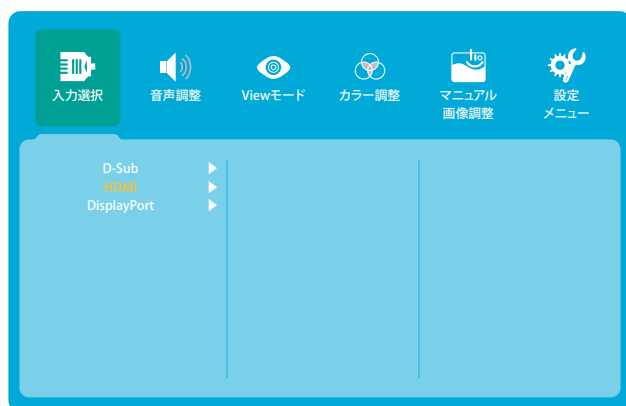 入力選択
音声調整
Viewモード
カラー調整
マニュアル
画像調整
設定
メニュー
D-Sub
HDMI
DisplayPort